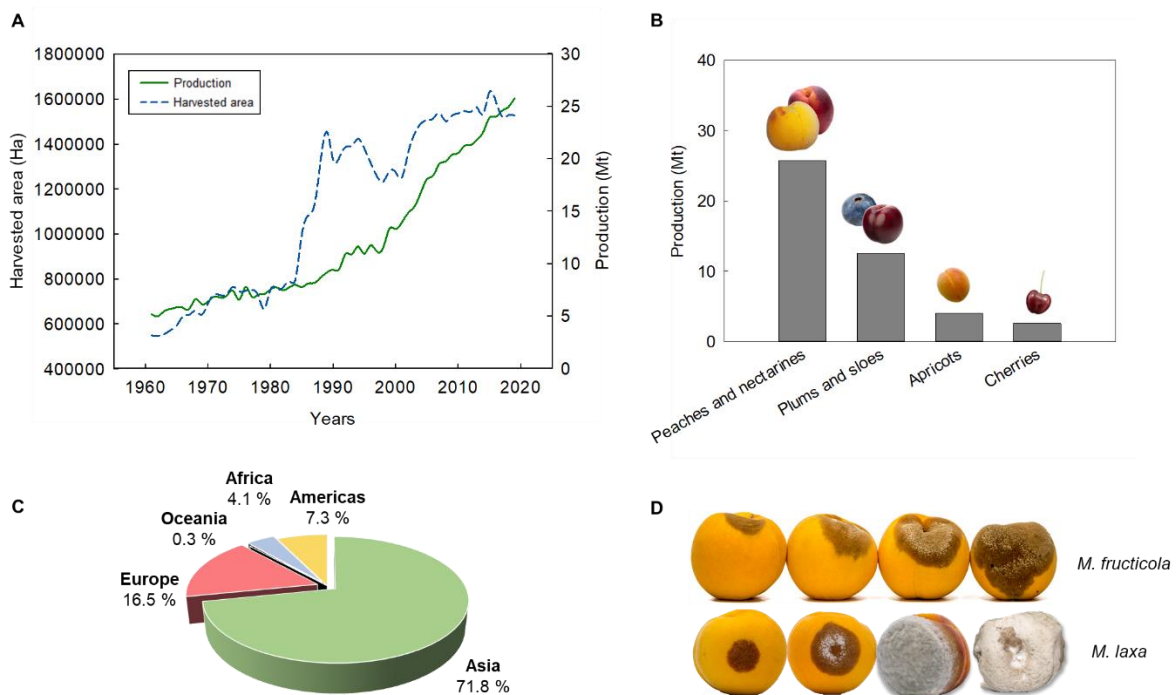 A
1800000
1600000
1400000
1200000
1000000
800000
600000
400000
Harvested area (Ha)
Production
Harvested area
30
25
20
15
10
5
0
Production (Mt)
1960 1970 1980 1990 2000 2010 2020
Years
B
40
30
20
10
0
Production (Mt)
Peaches and nectarines
Plums and sloes
Apricots
Cherries
C
Africa
4.1 %
Americas
7.3 %
Oceania
0.3 %
Europe
16.5 %
Asia
71.8 %
D
M. fructicola
M. laxa